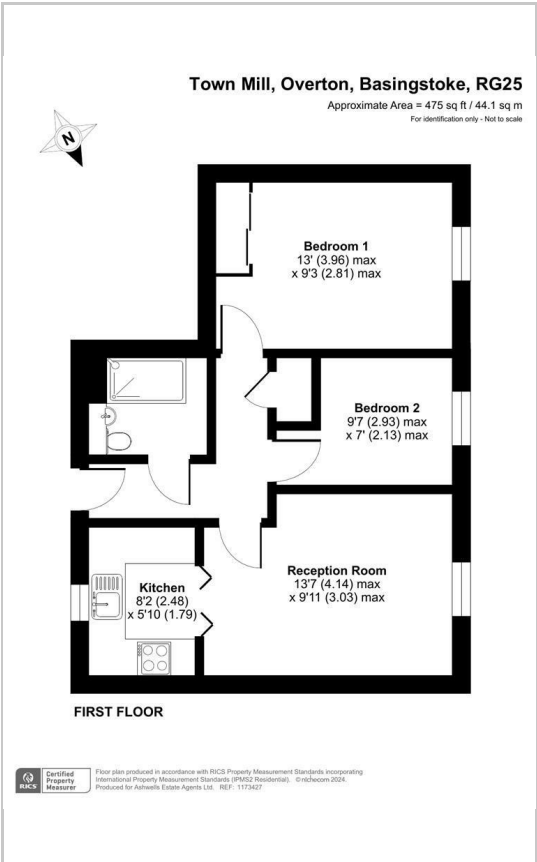 Town Mill, Overton, Basingstoke, RG25
Approximate Area = 475 sq ft / 44.1 sq m
For identification only - Not to scale
N
Bedroom 1
13' (3.96) max
x 9'3 (2.81) max
Bedroom 2
9'7 (2.93) max
x 7' (2.13) max
Kitchen
8'2 (2.48)
x 5'10 (1.79)
Reception Room
13'7 (4.14) max
x 9'11 (3.03) max
FIRST FLOOR
RICS
Certified
Property
Measurer
Floor plan produced in accordance with RICS Property Measurement Standards incorporating
International Property Measurement Standards (IPMS2 Residential). © nichecom 2024.
Produced for Ashwells Estate Agents Ltd. REF: 1173427